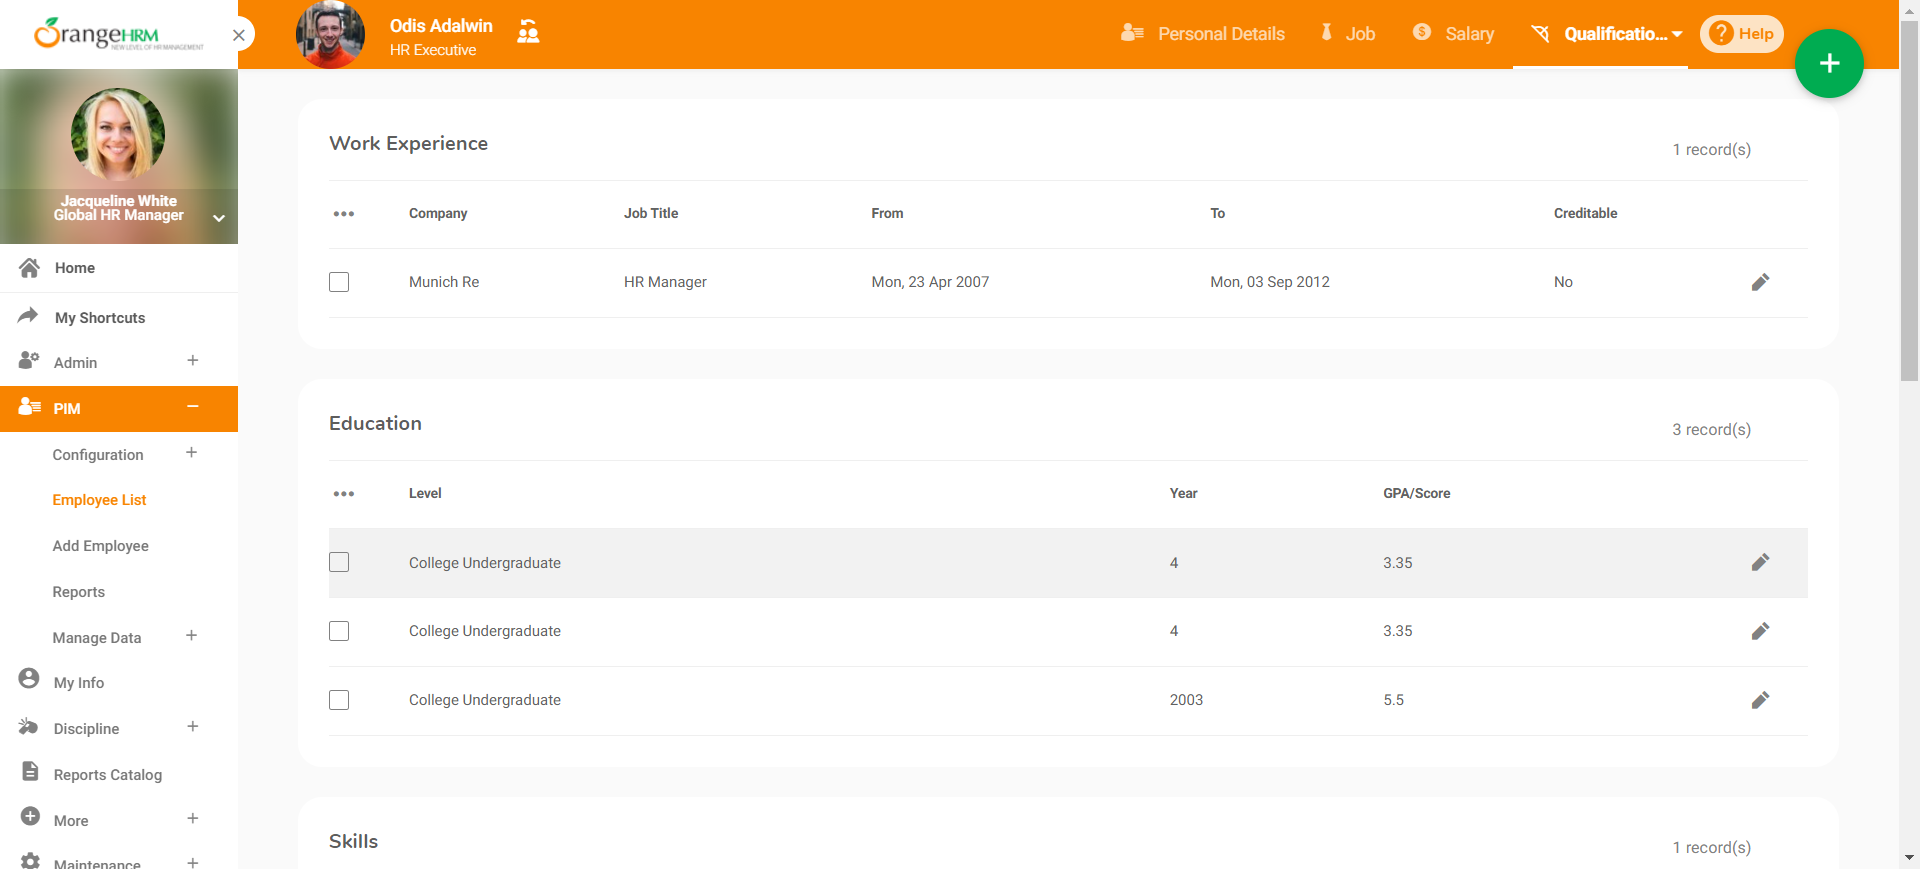 OrangeHRM
NEW LEVEL OF HR MANAGEMENT
Odis Adalwin
HR Executive
Personal Details
Job
Salary
Qualificatio...
Help
Jacqueline White
Global HR Manager
Home
My Shortcuts
Admin
PIM
Configuration
Employee List
Add Employee
Reports
Manage Data
My Info
Discipline
Reports Catalog
More
Maintenance
Work Experience
1 record(s)
Company Job Title From To Creditable
Munich Re HR Manager Mon, 23 Apr 2007 Mon, 03 Sep 2012 No
Education
3 record(s)
Level Year GPA/Score
College Undergraduate 4 3.35
College Undergraduate 4 3.35
College Undergraduate 2003 5.5
Skills
1 record(s)